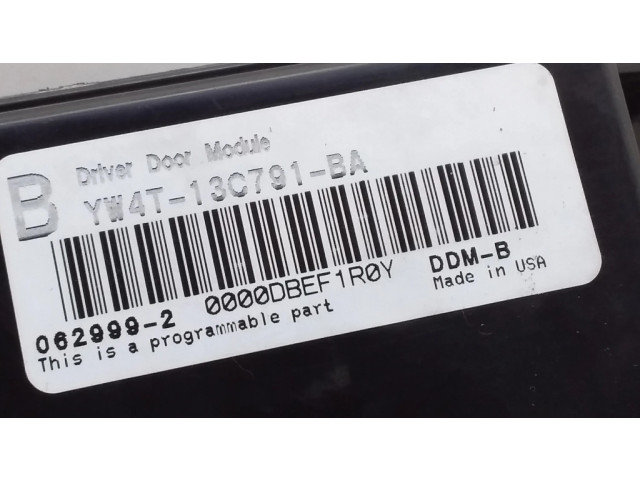 B
Driver Door Module
YW4T-13C791-BA
062999-2 0000DBEF1R0Y DDM-B
This is a programmable part Made in USA